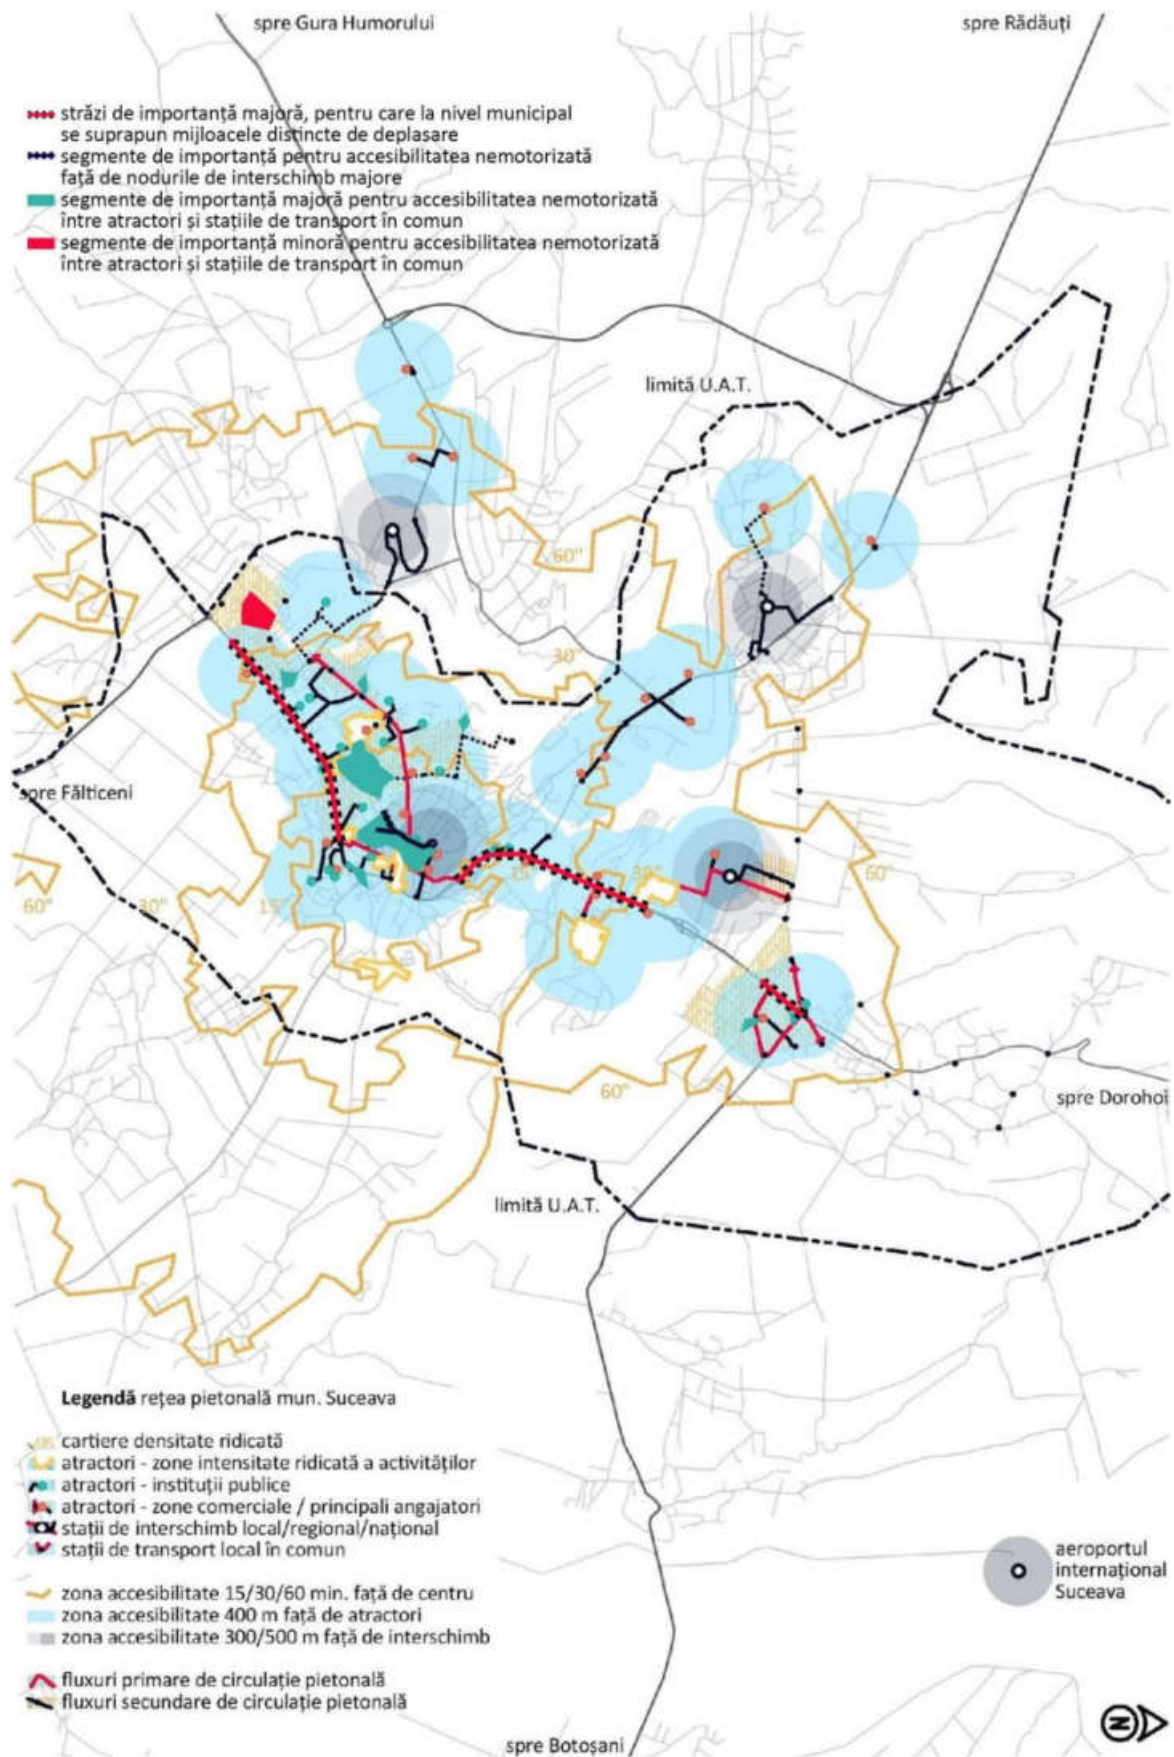 spre Gura Humorului
spre Rădăuți
străzi de importanță majoră, pentru care la nivel municipal
se suprapun mijloacele distincte de deplasare
segmente de importanță pentru accesibilitatea nemotorizată
față de nodurile de interschimb majore
segmente de importanță majoră pentru accesibilitatea nemotorizată
între atractori și stațiile de transport în comun
segmente de importanță minoră pentru accesibilitatea nemotorizată
între atractori și stațiile de transport în comun
limită U.A.T.
60"
30"
spre Fălticeni
15"
30"
60"
60"
30"
15"
60"
spre Dorohoi
limită U.A.T.
Legendă rețea pietonală mun. Suceava
cartiere densitate ridicată
atractori - zone intensitate ridicată a activităților
atractori - instituții publice
atractori - zone comerciale / principali angajatori
stații de interschimb local/regional/național
stații de transport local în comun
zona accesibilitate 15/30/60 min. față de centru
zona accesibilitate 400 m față de atractori
zona accesibilitate 300/500 m față de interschimb
fluxuri primare de circulație pietonală
fluxuri secundare de circulație pietonală
aeroportul
internațional
Suceava
spre Botoșani
N